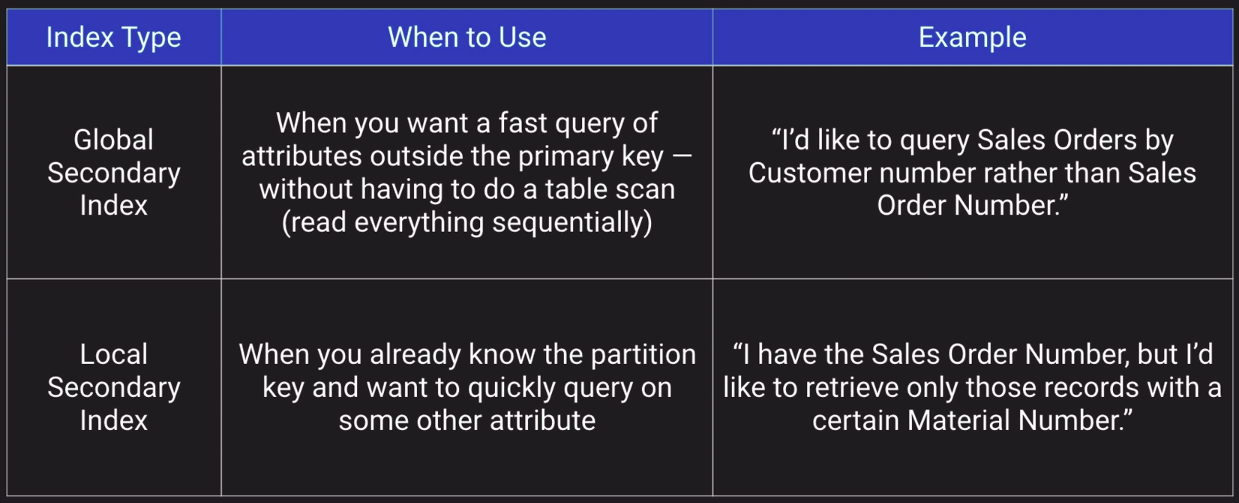 Index Type
When to Use
Example
Global
Secondary
Index
When you want a fast query of
attributes outside the primary key —
without having to do a table scan
(read everything sequentially)
“I’d like to query Sales Orders by
Customer number rather than Sales
Order Number.”
Local
Secondary
Index
When you already know the partition
key and want to quickly query on
some other attribute
“I have the Sales Order Number, but I’d
like to retrieve only those records with a
certain Material Number.”